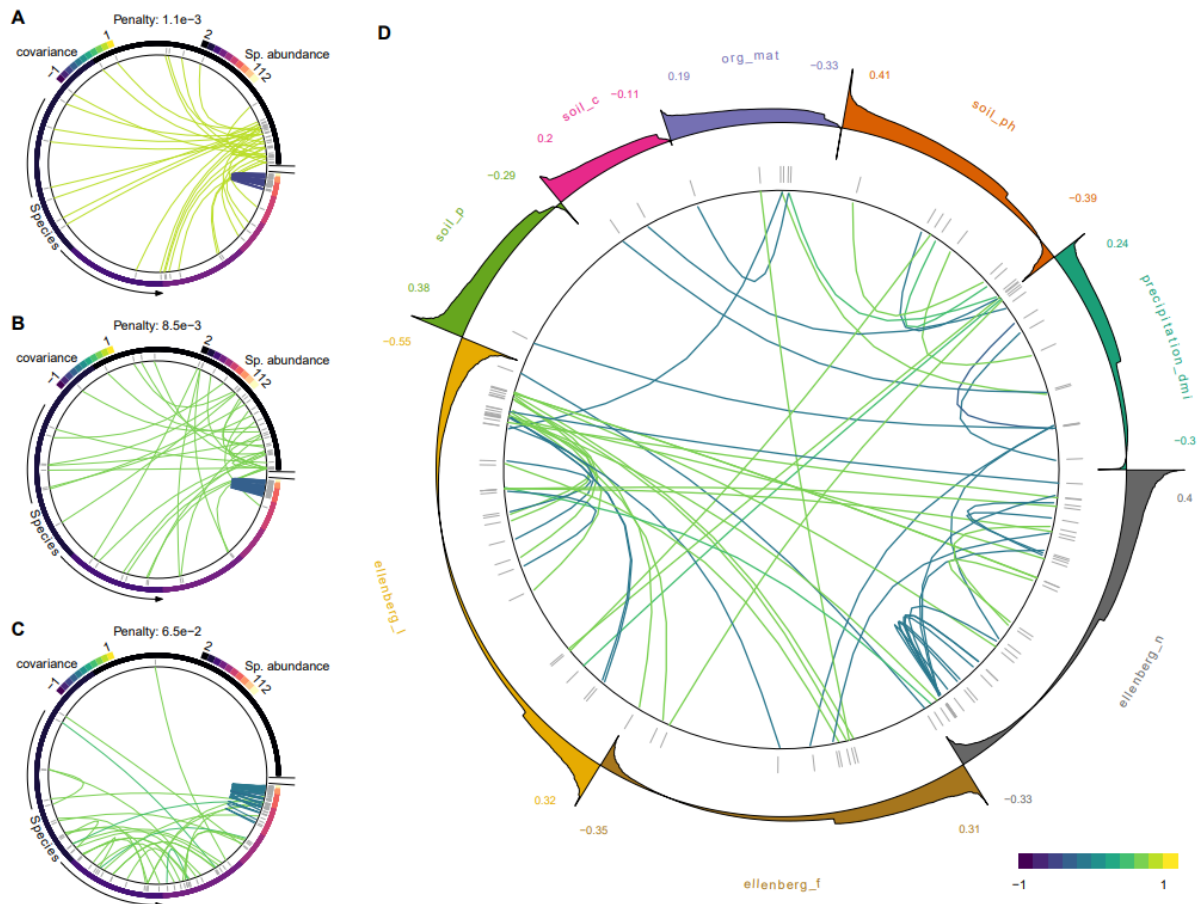 A
Penalty: 1.1e−3
covariance
−1
1
2
112
Sp. abundance
Species
B
Penalty: 8.5e−3
covariance
−1
1
2
112
Sp. abundance
Species
C
Penalty: 6.5e−2
covariance
−1
1
2
112
Sp. abundance
Species
D
org_mat
0.19
−0.33
0.41
soil_ph
−0.39
0.24
precipitation_dmi
−0.3
0.4
ellenberg_n
−0.33
0.31
ellenberg_f
−0.35
0.32
ellenberg_l
−0.55
0.38
soil_p
−0.29
0.2
soil_c
−0.11
−1
1